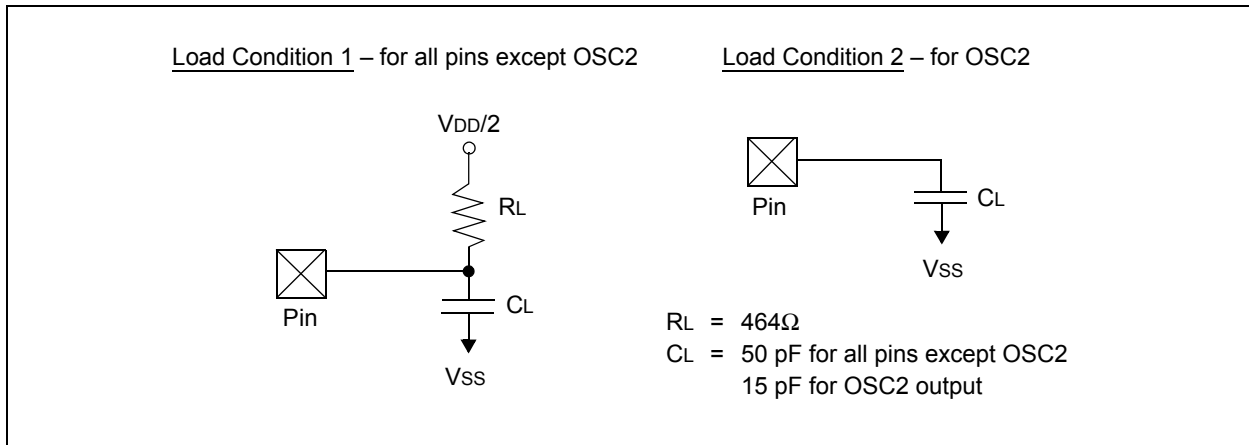 Load Condition 1 – for all pins except OSC2
VDD/2
RL
Pin
CL
VSS
Load Condition 2 – for OSC2
Pin
CL
VSS
RL = 464Ω
CL = 50 pF for all pins except OSC2
15 pF for OSC2 output